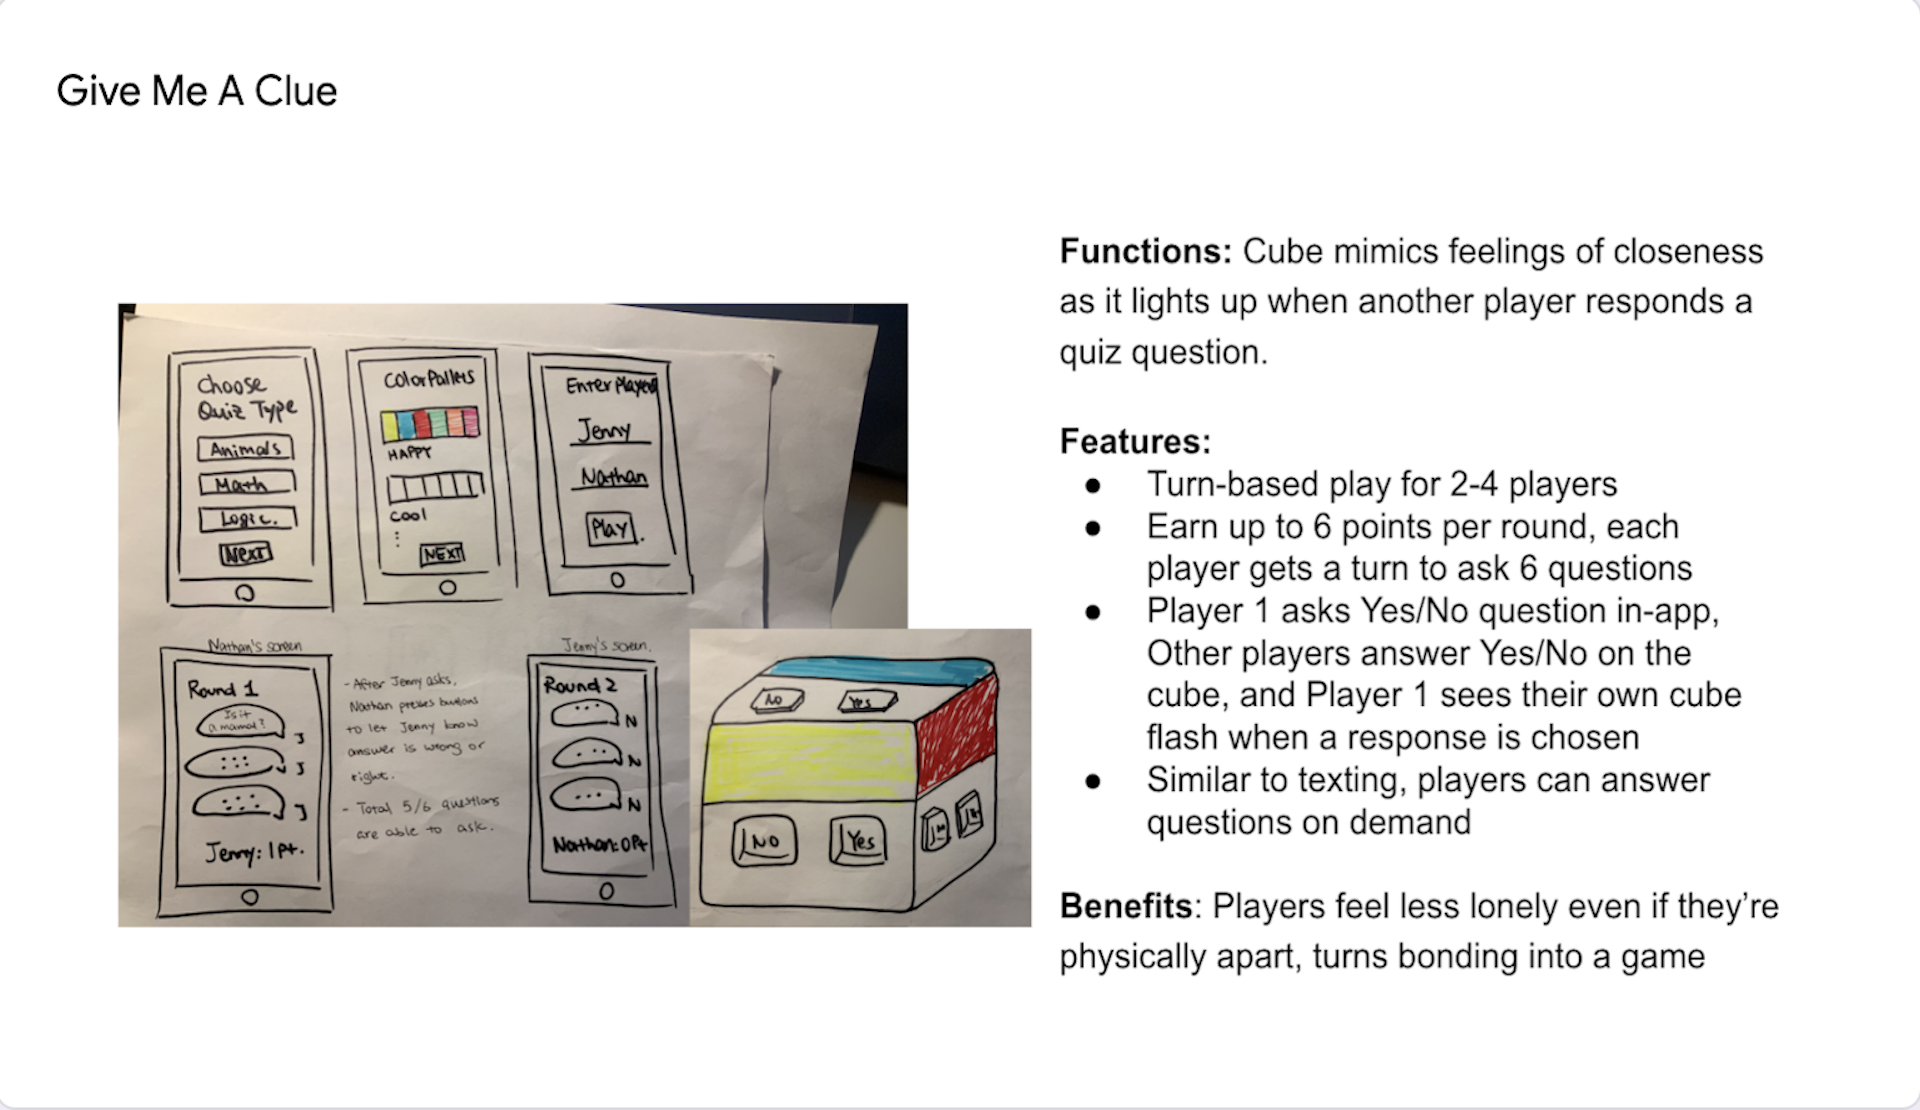 Give Me A Clue
Choose
Quiz Type
Animals
Math
Logic.
Next
Color Pallets
HAPPY
Cool
NEXT
Enter Player
Jenny
Nathan
Play
Nathan's screen
Round 1
Is it
a mamal?
J
J
J
Jenny: 1 Pt.
- After Jenny asks,
Nathan presses buttons
to let Jenny know
answer is wrong or
right.
- Total 5/6 questions
are able to ask.
Jenny's screen.
Round 2
N
N
N
Nathan: 0 Pt
No Yes
No Yes
Functions: Cube mimics feelings of closeness
as it lights up when another player responds a
quiz question.
Features:
● Turn-based play for 2-4 players
● Earn up to 6 points per round, each
player gets a turn to ask 6 questions
● Player 1 asks Yes/No question in-app,
Other players answer Yes/No on the
cube, and Player 1 sees their own cube
flash when a response is chosen
● Similar to texting, players can answer
questions on demand
Benefits: Players feel less lonely even if they’re
physically apart, turns bonding into a game